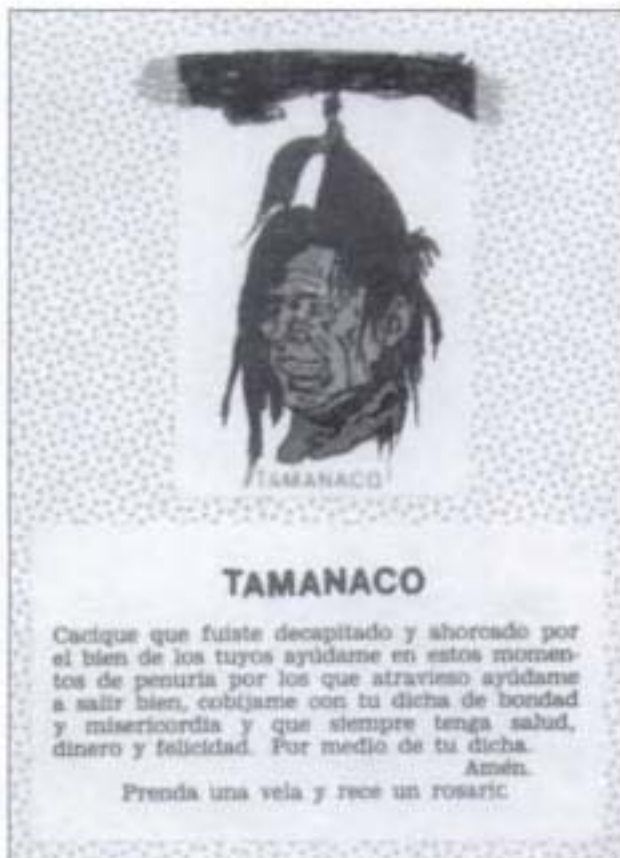 TAMANACO
TAMANACO
Cacique que fuiste decapitado y ahorcado por
el bien de los tuyos ayúdame en estos momen-
tos de penuria por los que atravieso ayúdame
a salir bien, cobíjame con tu dicha de bondad
y misericordia y que siempre tenga salud,
dinero y felicidad. Por medio de tu dicha.
Amén.
Prenda una vela y rece un rosaric